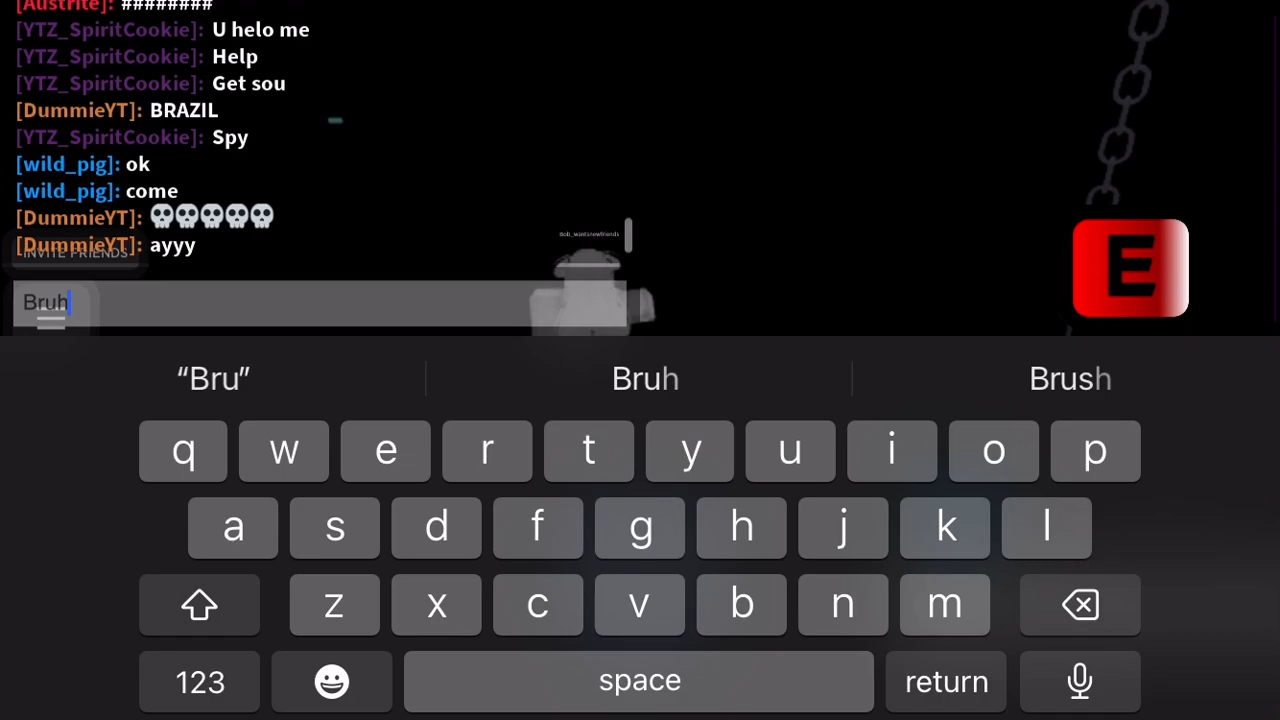 [Austrite]: ########
[YTZ_SpiritCookie]: U helo me
[YTZ_SpiritCookie]: Help
[YTZ_SpiritCookie]: Get sou
[DummieYT]: BRAZIL
[YTZ_SpiritCookie]: Spy
[wild_pig]: ok
[wild_pig]: come
[DummieYT]: 💀💀💀💀💀
[DummieYT]: ayyy
INVITE FRIENDS
Bob_wantsnewfriends
E
Bruh
“Bru” Bruh Brush
q w e r t y u i o p
a s d f g h j k l
z x c v b n m
123 space return